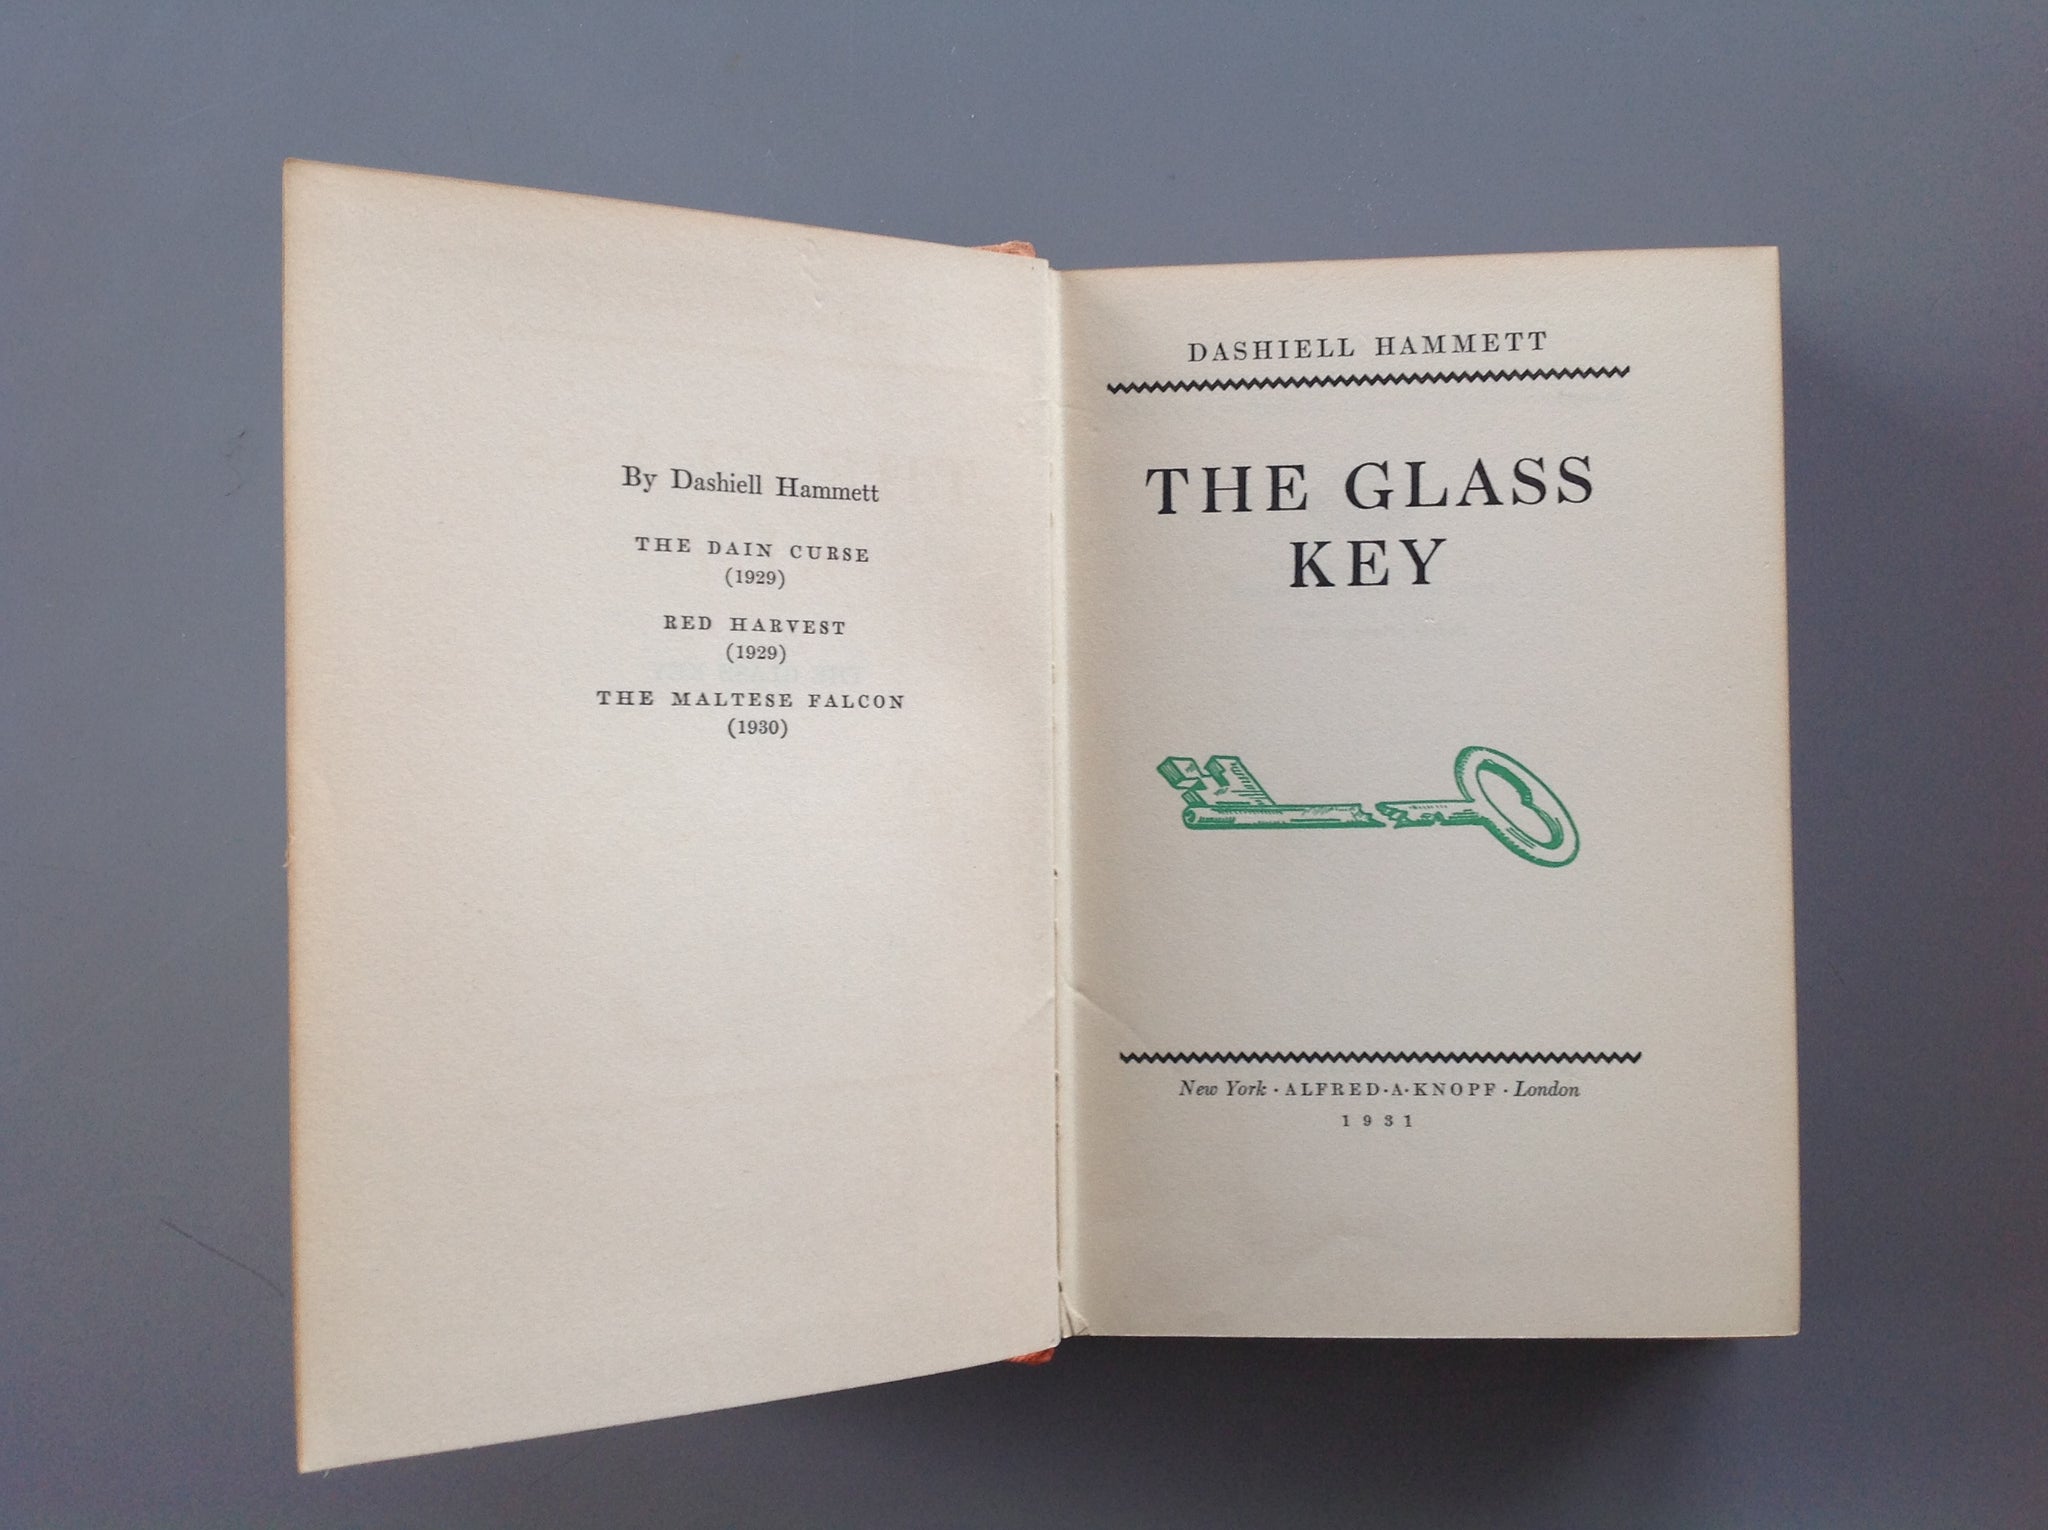 By Dashiell Hammett
THE DAIN CURSE
(1929)
RED HARVEST
(1929)
THE MALTESE FALCON
(1930)
DASHIELL HAMMETT
THE GLASS
KEY
New York · ALFRED · A · KNOPF · London
1931